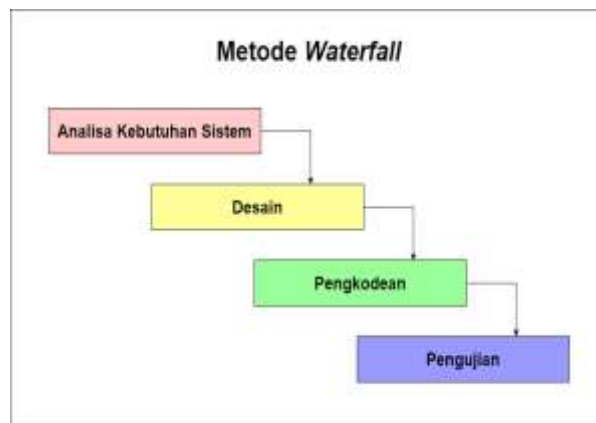 Metode Waterfall
Analisa Kebutuhan Sistem
Desain
Pengkodean
Pengujian